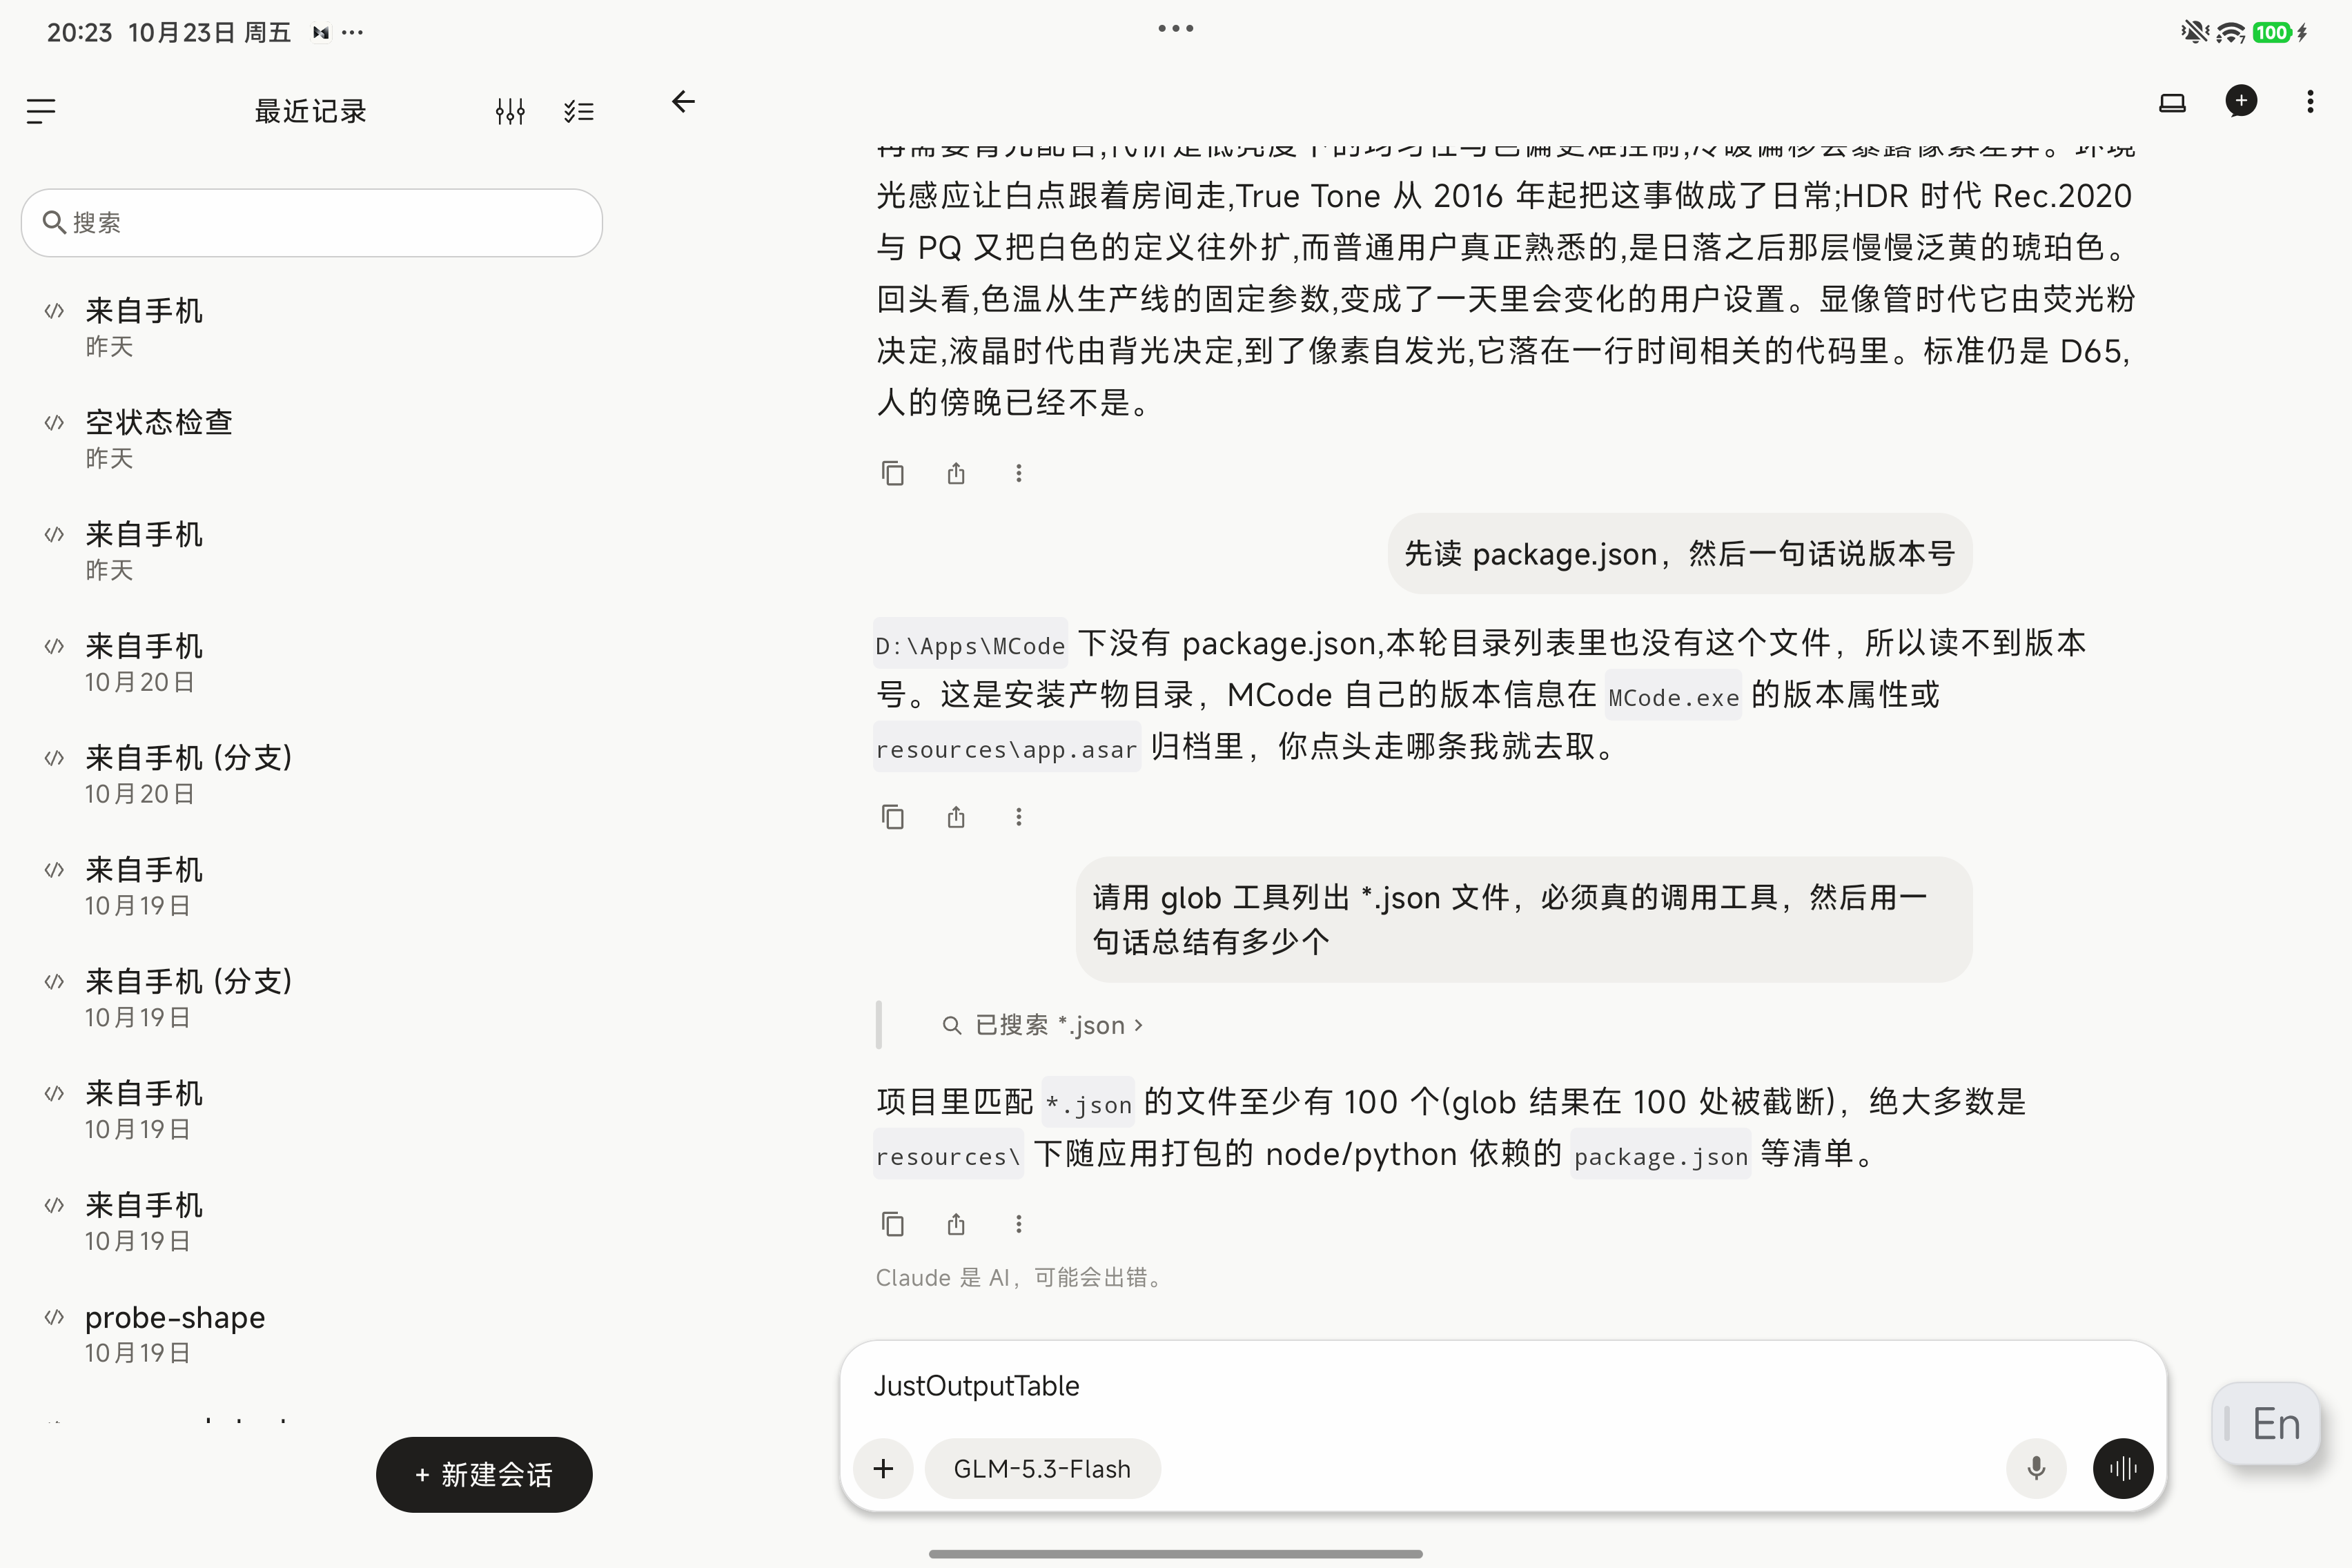 20:23 10月23日 周五
100
最近记录
搜索
来自手机
昨天
空状态检查
昨天
来自手机
昨天
来自手机
10月20日
来自手机 (分支)
10月20日
来自手机
10月19日
来自手机 (分支)
10月19日
来自手机
10月19日
来自手机
10月19日
probe-shape
10月19日
+ 新建会话
光感应让白点跟着房间走,True Tone 从 2016 年起把这事做成了日常;HDR 时代 Rec.2020
与 PQ 又把白色的定义往外扩,而普通用户真正熟悉的,是日落之后那层慢慢泛黄的琥珀色。
回头看,色温从生产线的固定参数,变成了一天里会变化的用户设置。显像管时代它由荧光粉
决定,液晶时代由背光决定,到了像素自发光,它落在一行时间相关的代码里。标准仍是 D65,
人的傍晚已经不是。
先读 package.json，然后一句话说版本号
D:\Apps\MCode 下没有 package.json,本轮目录列表里也没有这个文件，所以读不到版本
号。这是安装产物目录，MCode 自己的版本信息在 MCode.exe 的版本属性或
resources\app.asar 归档里，你点头走哪条我就去取。
请用 glob 工具列出 *.json 文件，必须真的调用工具，然后用一
句话总结有多少个
已搜索 *.json
项目里匹配 *.json 的文件至少有 100 个(glob 结果在 100 处被截断)，绝大多数是
resources\ 下随应用打包的 node/python 依赖的 package.json 等清单。
Claude 是 AI，可能会出错。
JustOutputTable
GLM-5.3-Flash
En